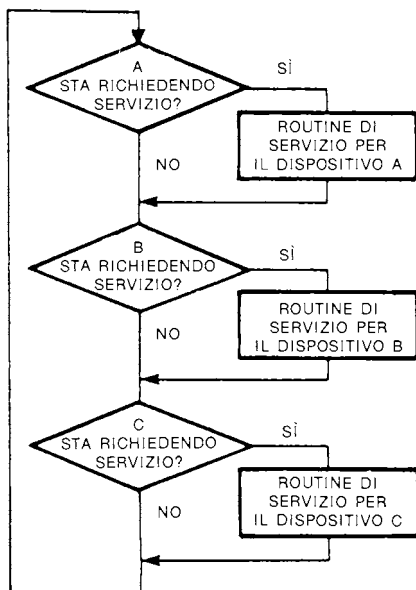 A
STA RICHIEDENDO
SERVIZIO?
SÌ
ROUTINE DI
SERVIZIO PER
IL DISPOSITIVO A
NO
B
STA RICHIEDENDO
SERVIZIO?
SÌ
ROUTINE DI
SERVIZIO PER
IL DISPOSITIVO B
NO
C
STA RICHIEDENDO
SERVIZIO?
SÌ
ROUTINE DI
SERVIZIO PER
IL DISPOSITIVO C
NO